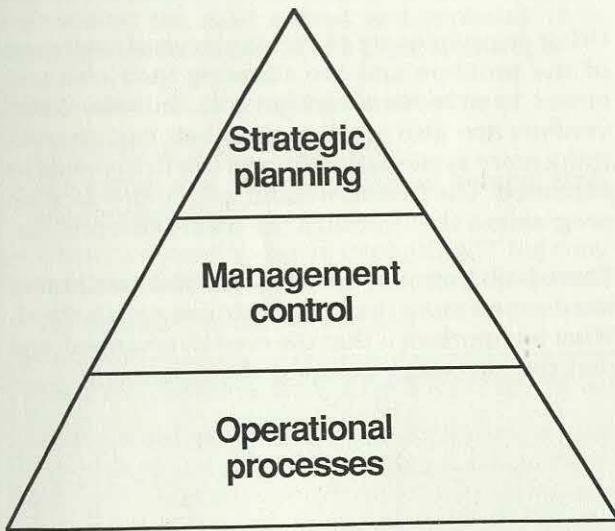 Strategic
planning
Management
control
Operational
processes